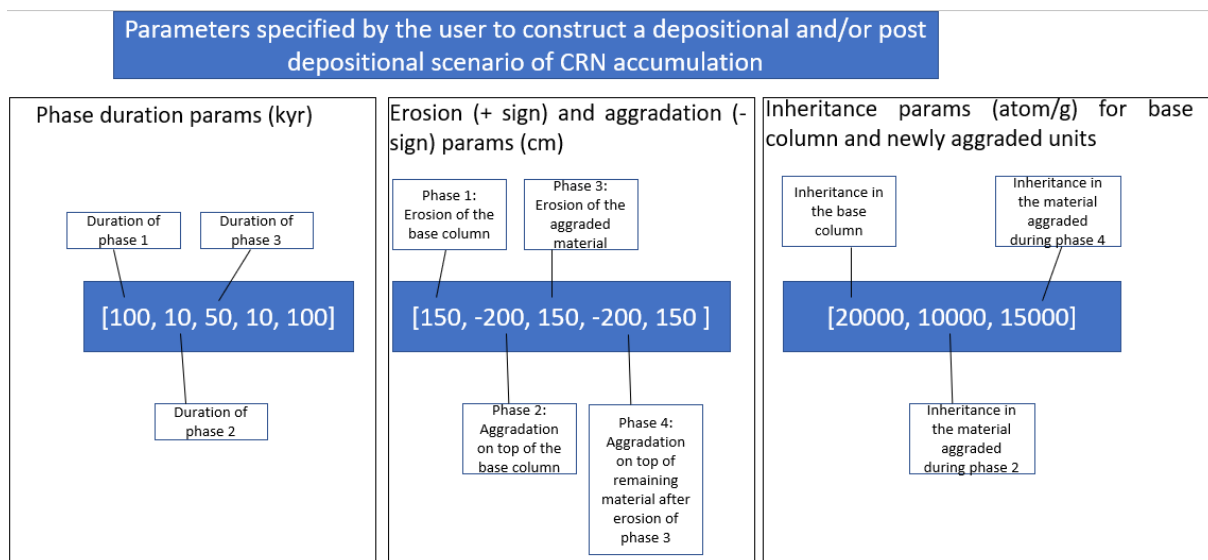 Parameters specified by the user to construct a depositional and/or post
depositional scenario of CRN accumulation
Phase duration params (kyr)
Duration of
phase 1
Duration of
phase 3
[100, 10, 50, 10, 100]
Duration of
phase 2
Erosion (+ sign) and aggradation (-
sign) params (cm)
Phase 1:
Erosion of the
base column
Phase 3:
Erosion of the
aggraded
material
[150, -200, 150, -200, 150 ]
Phase 2:
Aggradation
on top of the
base column
Phase 4:
Aggradation
on top of
remaining
material after
erosion of
phase 3
Inheritance params (atom/g) for base
column and newly aggraded units
Inheritance in
the base
column
Inheritance in
the material
aggraded
during phase 4
[20000, 10000, 15000]
Inheritance in
the material
aggraded
during phase 2